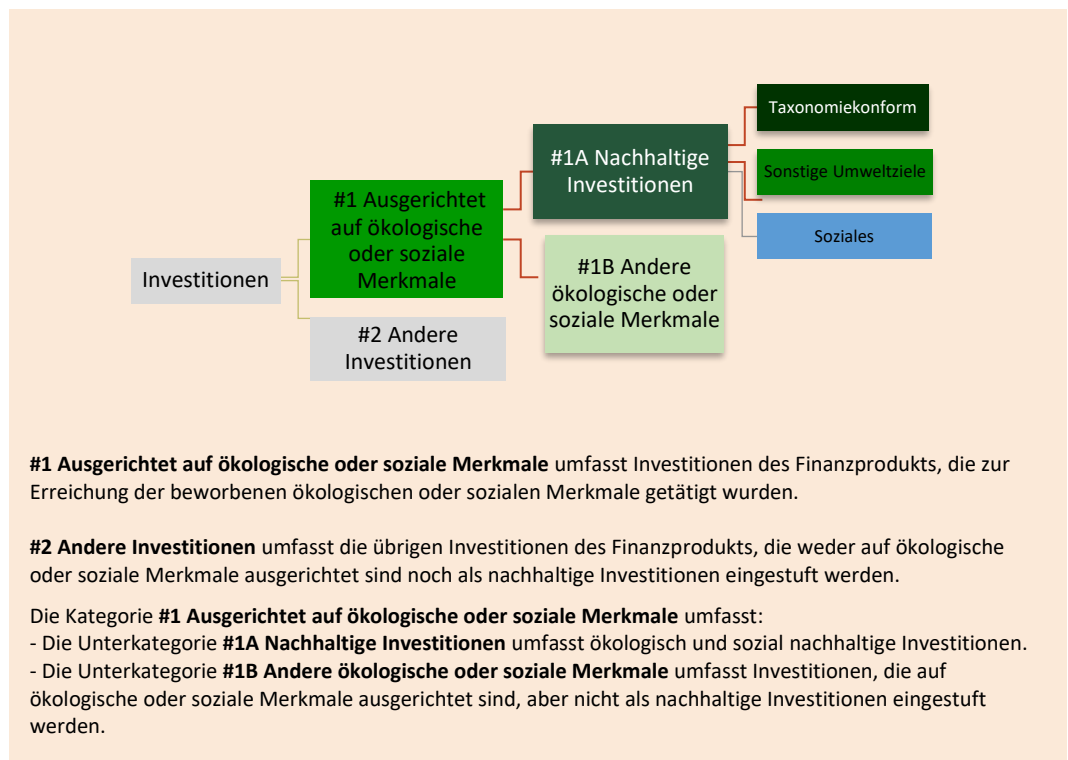 Taxonomiekonform
#1A Nachhaltige
Investitionen
Sonstige Umweltziele
#1 Ausgerichtet
auf ökologische
oder soziale
Merkmale
Soziales
Investitionen
#1B Andere
ökologische oder
soziale Merkmale
#2 Andere
Investitionen
#1 Ausgerichtet auf ökologische oder soziale Merkmale umfasst Investitionen des Finanzprodukts, die zur
Erreichung der beworbenen ökologischen oder sozialen Merkmale getätigt wurden.
#2 Andere Investitionen umfasst die übrigen Investitionen des Finanzprodukts, die weder auf ökologische
oder soziale Merkmale ausgerichtet sind noch als nachhaltige Investitionen eingestuft werden.
Die Kategorie #1 Ausgerichtet auf ökologische oder soziale Merkmale umfasst:
- Die Unterkategorie #1A Nachhaltige Investitionen umfasst ökologisch und sozial nachhaltige Investitionen.
- Die Unterkategorie #1B Andere ökologische oder soziale Merkmale umfasst Investitionen, die auf
ökologische oder soziale Merkmale ausgerichtet sind, aber nicht als nachhaltige Investitionen eingestuft
werden.